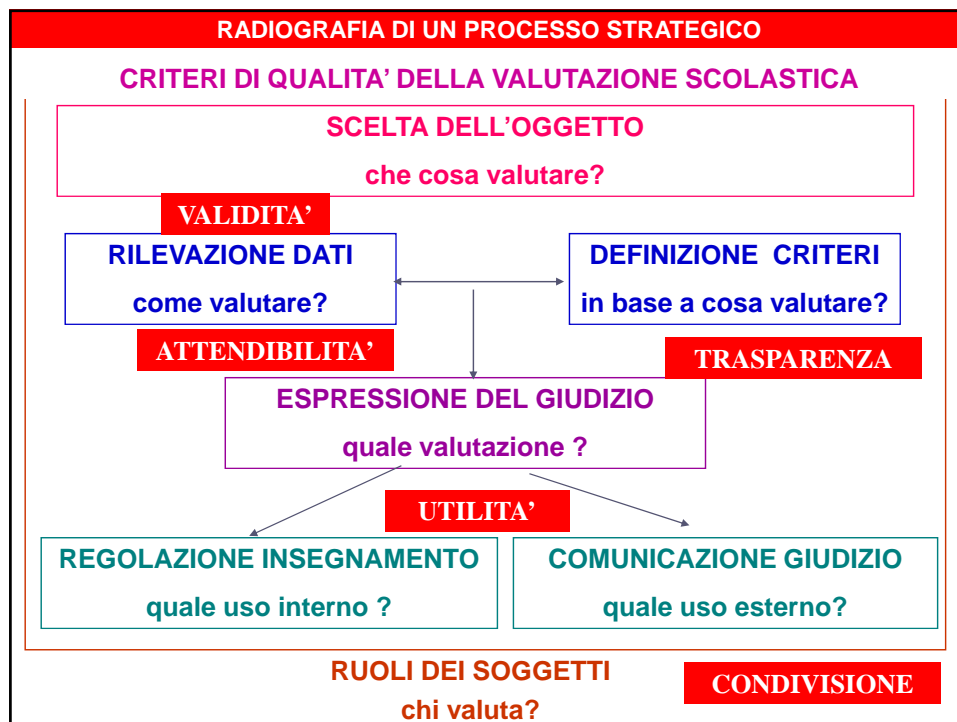 RADIOGRAFIA DI UN PROCESSO STRATEGICO
CRITERI DI QUALITA’ DELLA VALUTAZIONE SCOLASTICA
SCELTA DELL’OGGETTO
che cosa valutare?
VALIDITA’
RILEVAZIONE DATI
come valutare?
DEFINIZIONE CRITERI
in base a cosa valutare?
ATTENDIBILITA’
TRASPARENZA
ESPRESSIONE DEL GIUDIZIO
quale valutazione ?
UTILITA’
REGOLAZIONE INSEGNAMENTO
quale uso interno ?
COMUNICAZIONE GIUDIZIO
quale uso esterno?
RUOLI DEI SOGGETTI
chi valuta?
CONDIVISIONE